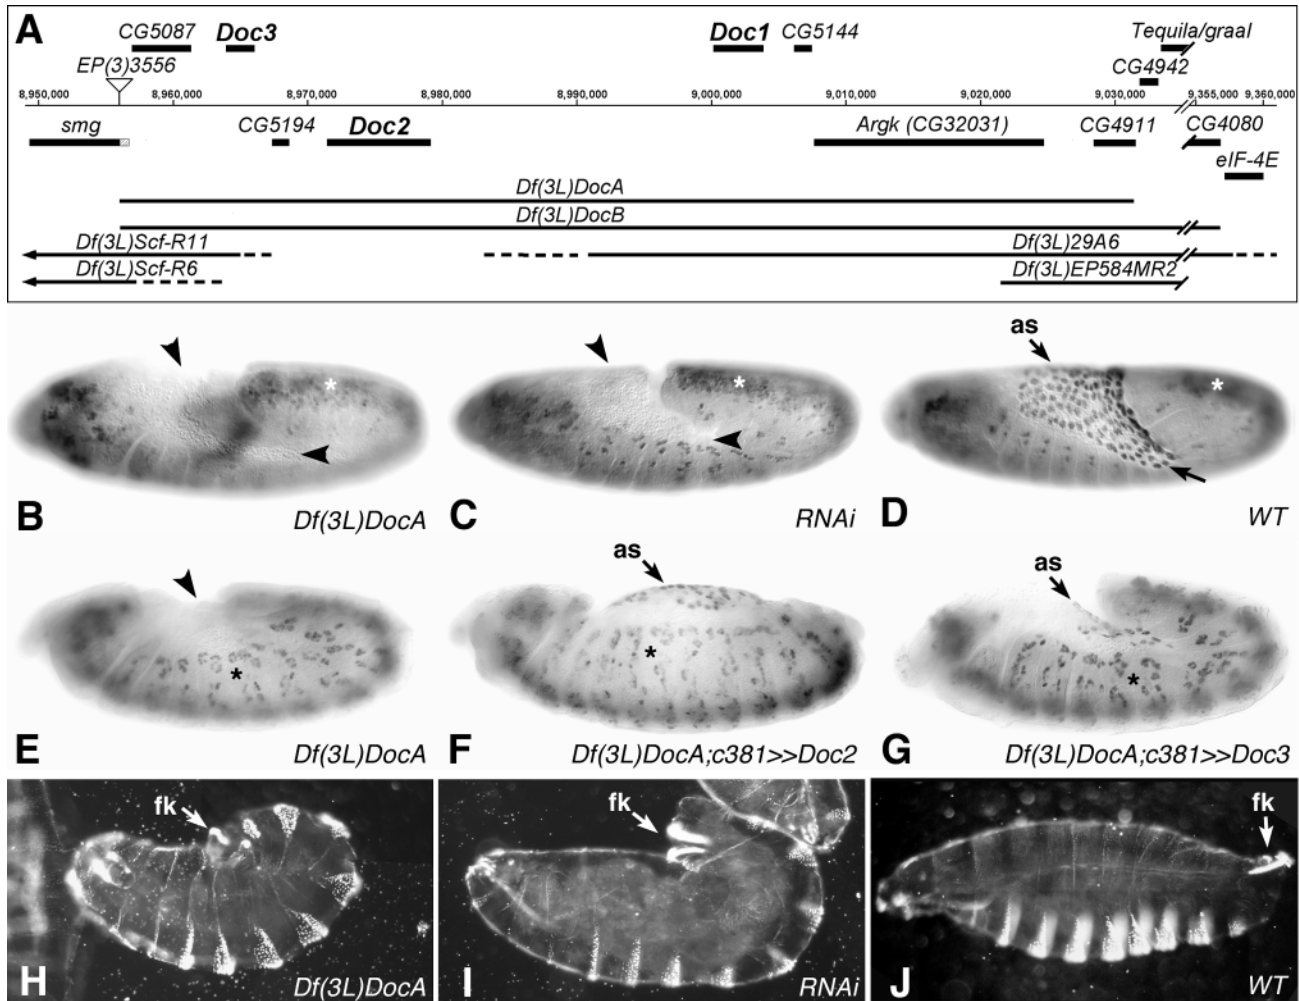 A
CG5087 Doc3 Doc1 CG5144 Tequila/graal
EP(3)3556 CG4942
8,950,000 8,960,000 8,970,000 8,980,000 8,990,000 9,000,000 9,010,000 9,020,000 9,030,000 9,355,000 9,360,000
smg CG5194 Doc2 Argk (CG32031) CG4911 CG4080
eIF-4E
Df(3L)DocA
Df(3L)DocB
Df(3L)Scf-R11 Df(3L)29A6
Df(3L)Scf-R6 Df(3L)EP584MR2
as
* * *
B Df(3L)DocA C RNAi D WT
as as
* * *
E Df(3L)DocA F Df(3L)DocA;c381>>Doc2 G Df(3L)DocA;c381>>Doc3
fk fk fk
H Df(3L)DocA I RNAi J WT